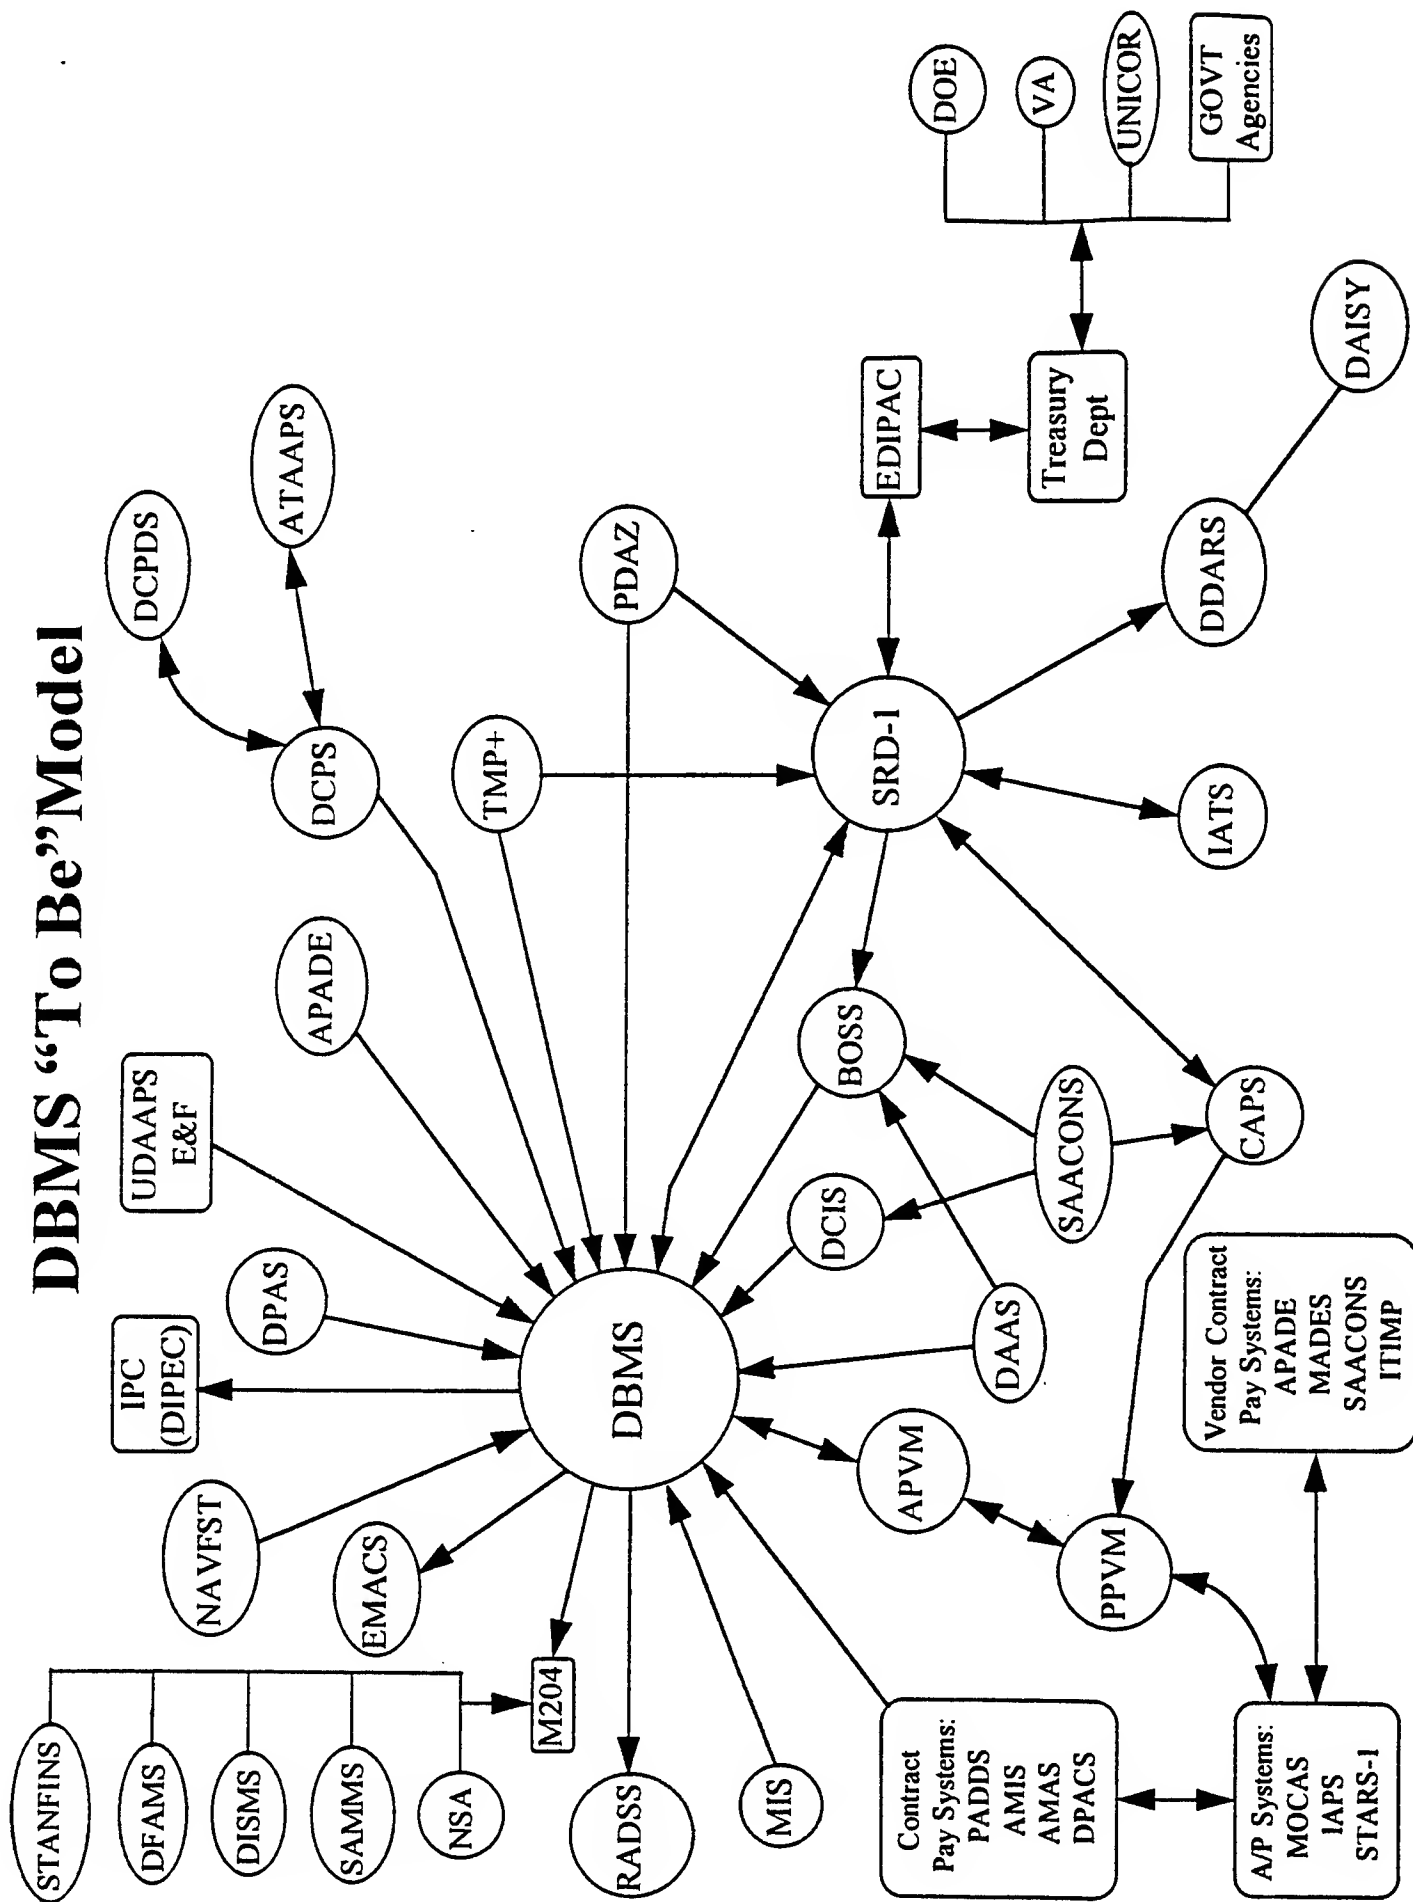 DBMS “To Be”Model
STANFINS
DFAMS
DISMS
SAMMS
NSA
M204
RADSS
MIS
NAVFST
EMACS
IPC
(DIPEC)
DPAS
UDAAPS
E&F
APADE
DCPS
DCPDS
ATAAPS
TMP+
PDAZ
DBMS
Contract
Pay Systems:
PADDS
AMIS
AMAS
DPACS
A/P Systems:
MOCAS
IAPS
STARS-1
PPVM
APVM
DAAS
DCIS
BOSS
SAACONS
CAPS
Vendor Contract
Pay Systems:
APADE
MADES
SAACONS
ITIMP
SRD-1
IATS
DDARS
DAISY
EDIPAC
Treasury
Dept
DOE
VA
UNICOR
GOVT
Agencies